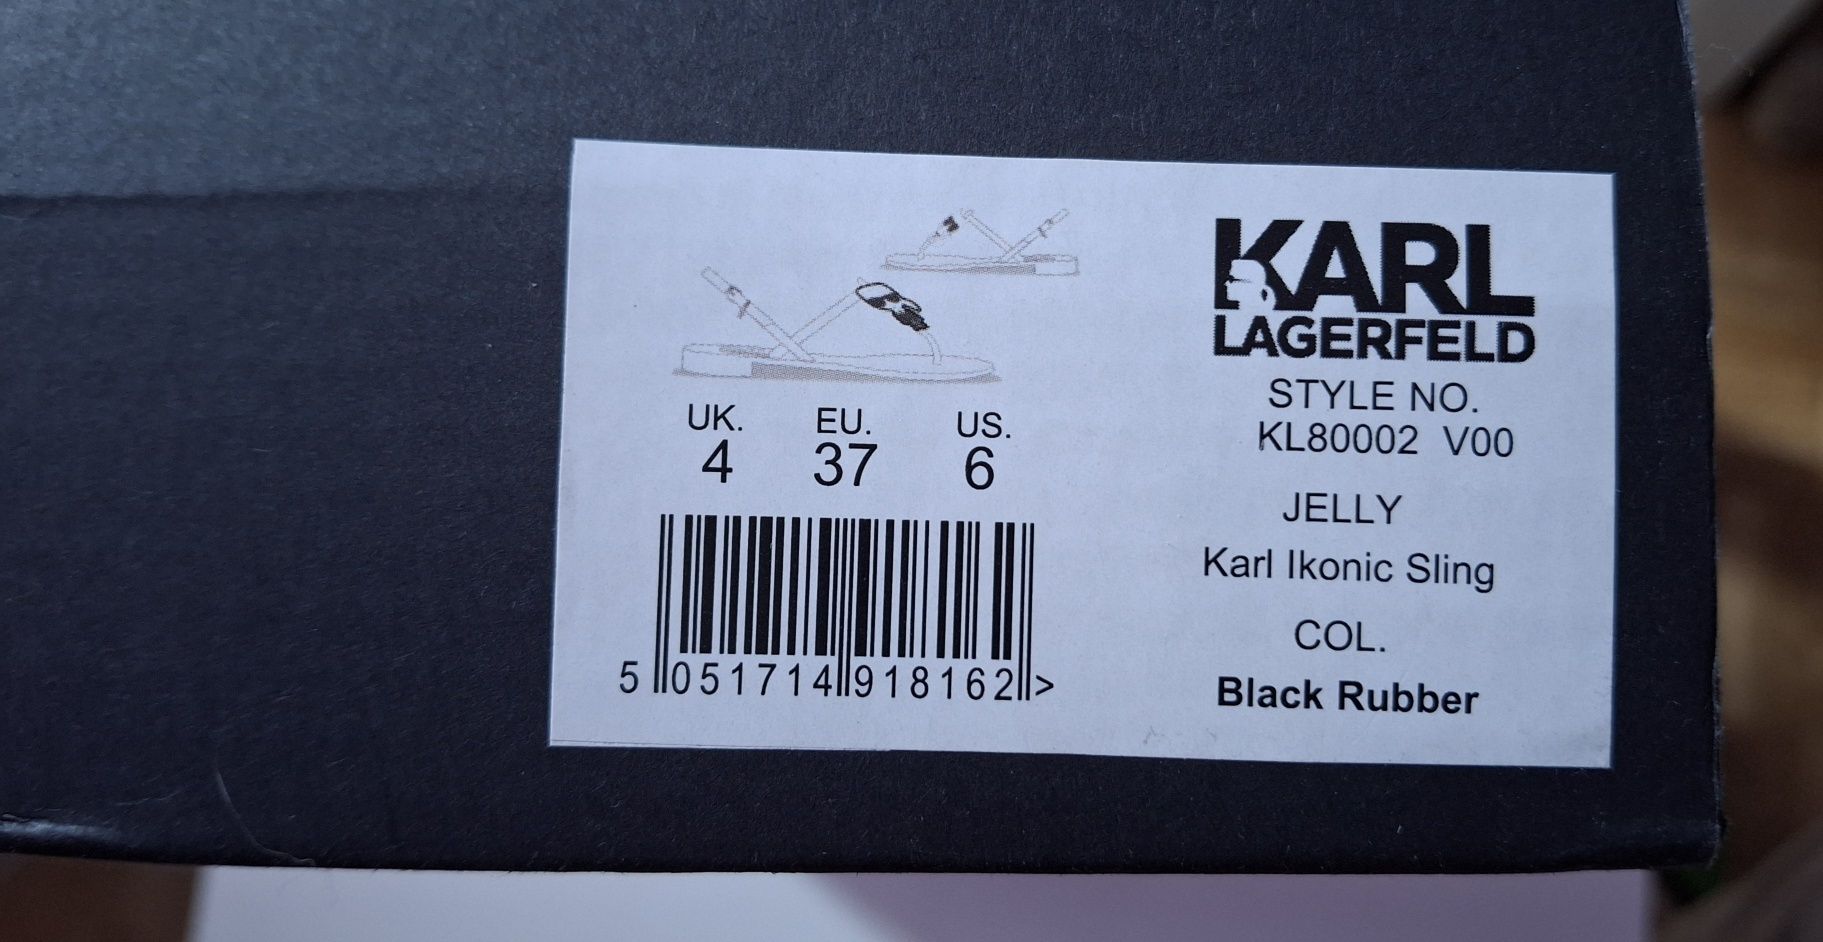 KARL
LAGERFELD
STYLE NO.
KL80002 V00
JELLY
Karl Ikonic Sling
COL.
Black Rubber
UK. EU. US.
4 37 6
5 051714 918162 >